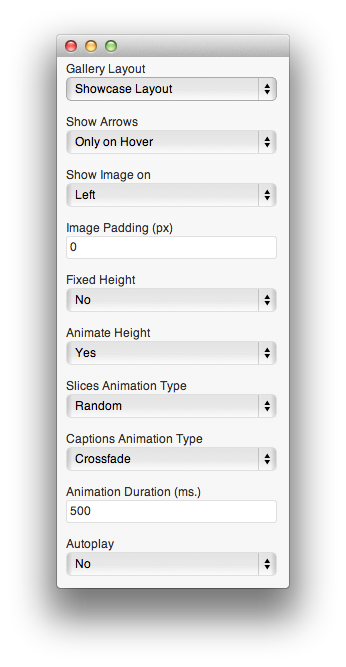 Gallery Layout
Showcase Layout
Show Arrows
Only on Hover
Show Image on
Left
Image Padding (px)
0
Fixed Height
No
Animate Height
Yes
Slices Animation Type
Random
Captions Animation Type
Crossfade
Animation Duration (ms.)
500
Autoplay
No